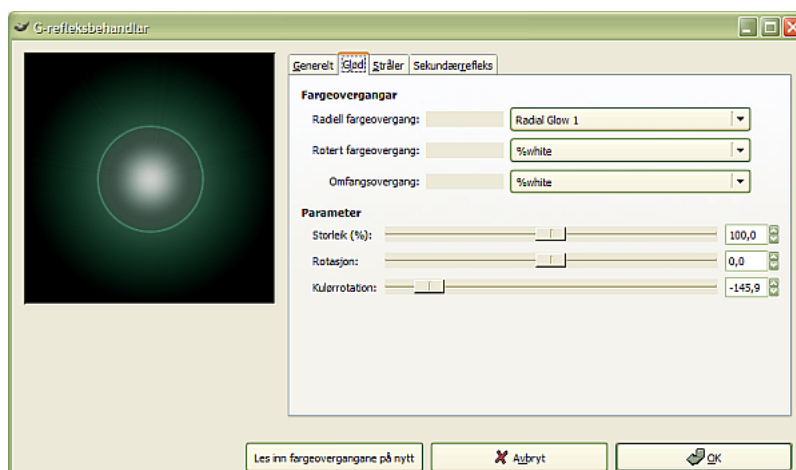 G-refleksbehandlar
Generelt Glød Stråler Sekundærrefleks
Fargeovergangar
Radiell fargeovergang: Radial Glow 1
Rotert fargeovergang: %white
Omfangsovergang: %white
Parameter
Storleik (%): 100,0
Rotasjon: 0,0
Kulørrotation: -145,9
Les inn fargeovergangane på nytt Avbryt OK